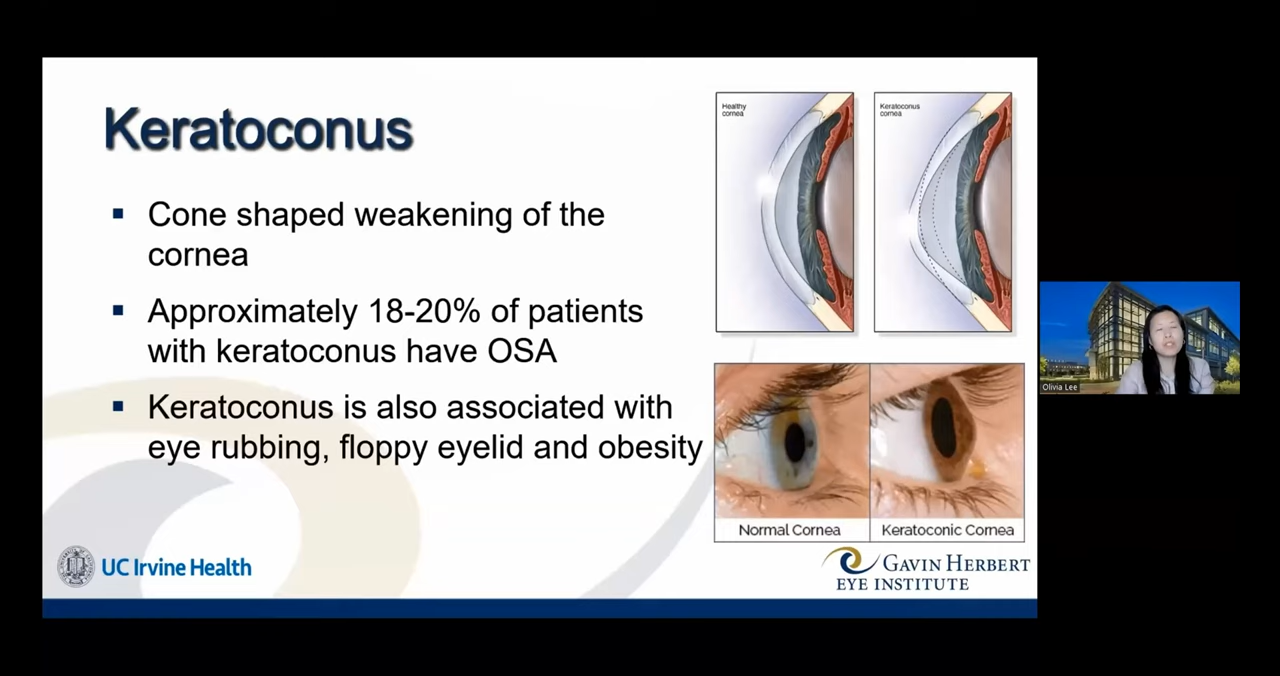 Keratoconus
Cone shaped weakening of the
cornea
Approximately 18-20% of patients
with keratoconus have OSA
Keratoconus is also associated with
eye rubbing, floppy eyelid and obesity
Healthy
cornea
Keratoconus
cornea
Normal Cornea
Keratoconic Cornea
UC Irvine Health
GAVIN HERBERT
EYE INSTITUTE
Olivia Lee